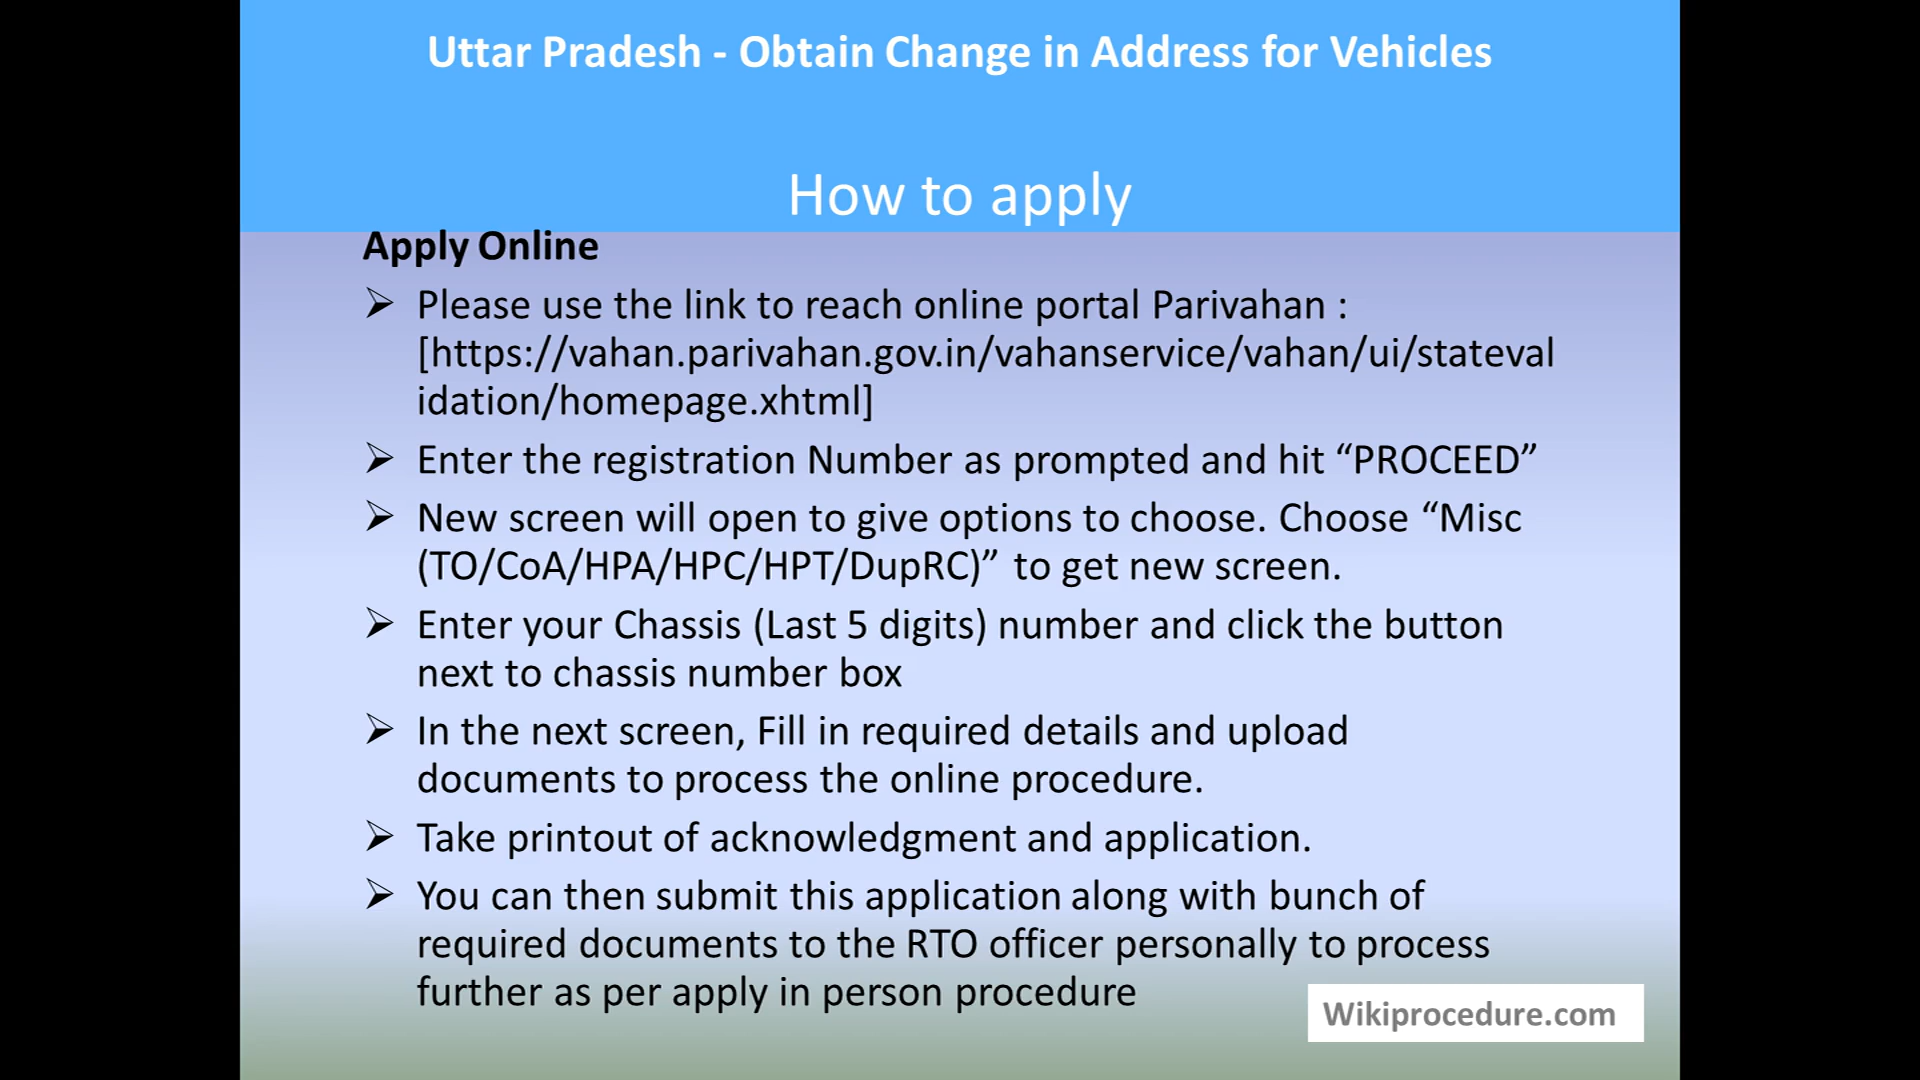 Uttar Pradesh - Obtain Change in Address for Vehicles
How to apply
Apply Online
➢ Please use the link to reach online portal Parivahan :
[https://vahan.parivahan.gov.in/vahanservice/vahan/ui/stateval
idation/homepage.xhtml]
➢ Enter the registration Number as prompted and hit “PROCEED”
➢ New screen will open to give options to choose. Choose “Misc
(TO/CoA/HPA/HPC/HPT/DupRC)” to get new screen.
➢ Enter your Chassis (Last 5 digits) number and click the button
next to chassis number box
➢ In the next screen, Fill in required details and upload
documents to process the online procedure.
➢ Take printout of acknowledgment and application.
➢ You can then submit this application along with bunch of
required documents to the RTO officer personally to process
further as per apply in person procedure
Wikiprocedure.com